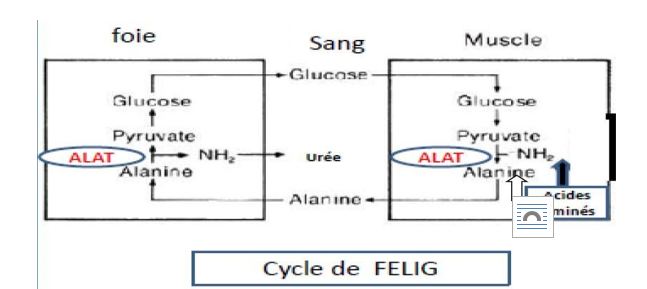 foie
Sang
Muscle
Glucose
Glucose
Glucose
Pyruvate
Pyruvate
ALAT
NH₂
Urée
ALAT
NH₂
Alanine
Alanine
Alanine
Acides
minés
Cycle de FELIG